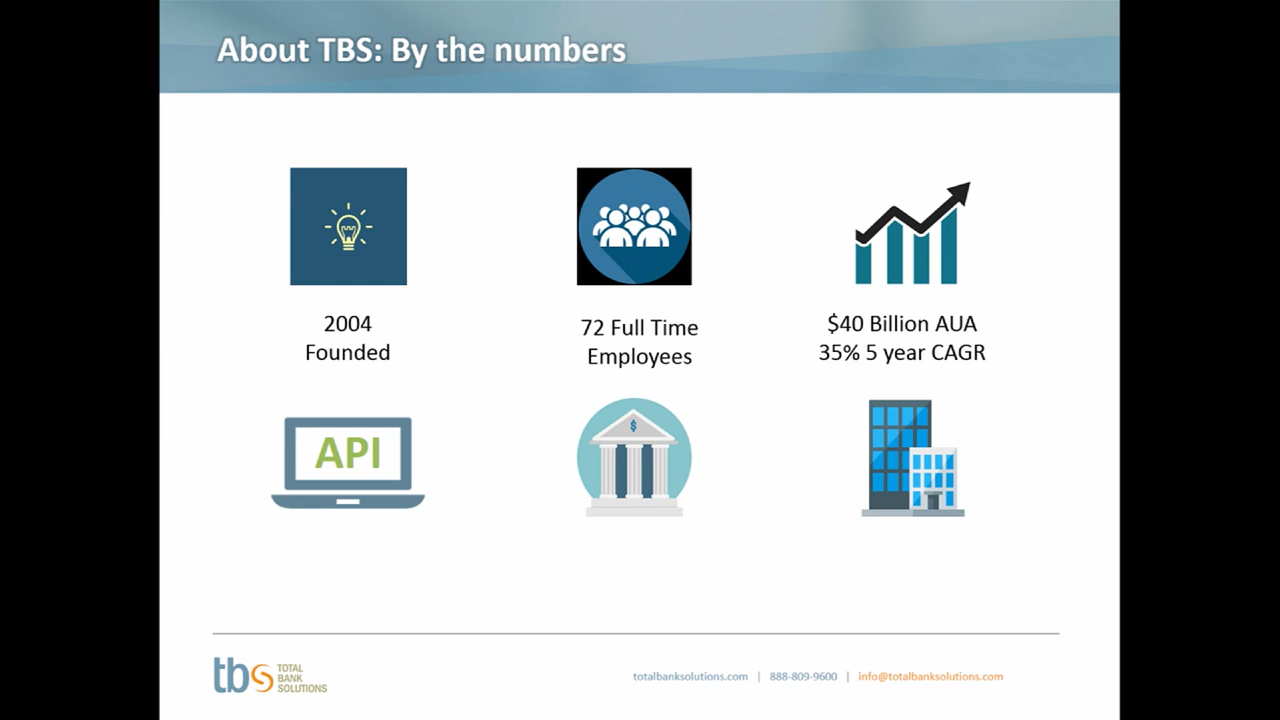 About TBS: By the numbers
2004
Founded
72 Full Time
Employees
$40 Billion AUA
35% 5 year CAGR
API
$
tbs
TOTAL
BANK
SOLUTIONS
totalbanksolutions.com | 888-809-9600 | info@totalbanksolutions.com